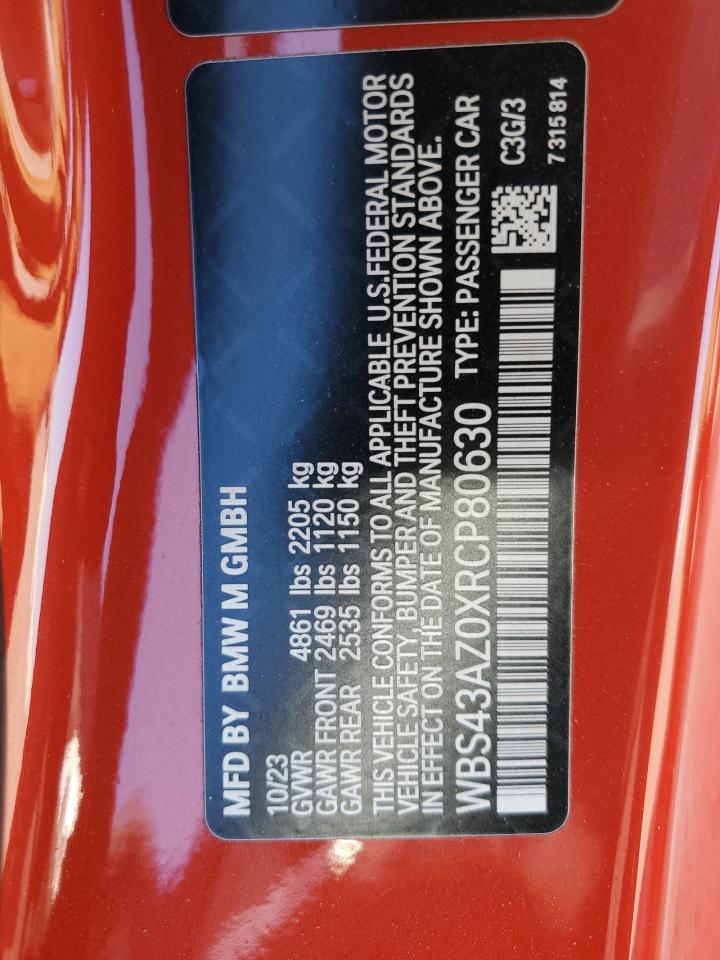 MFD BY BMW M GMBH
10/23
GVWR 4861 lbs 2205 kg
GAWR FRONT 2469 lbs 1120 kg
GAWR REAR 2535 lbs 1150 kg
THIS VEHICLE CONFORMS TO ALL APPLICABLE U.S.FEDERAL MOTOR
VEHICLE SAFETY, BUMPER AND THEFT PREVENTION STANDARDS
IN EFFECT ON THE DATE OF MANUFACTURE SHOWN ABOVE.
WBS43AZ0XRCP80630 TYPE: PASSENGER CAR
C3G/3
7 315 814